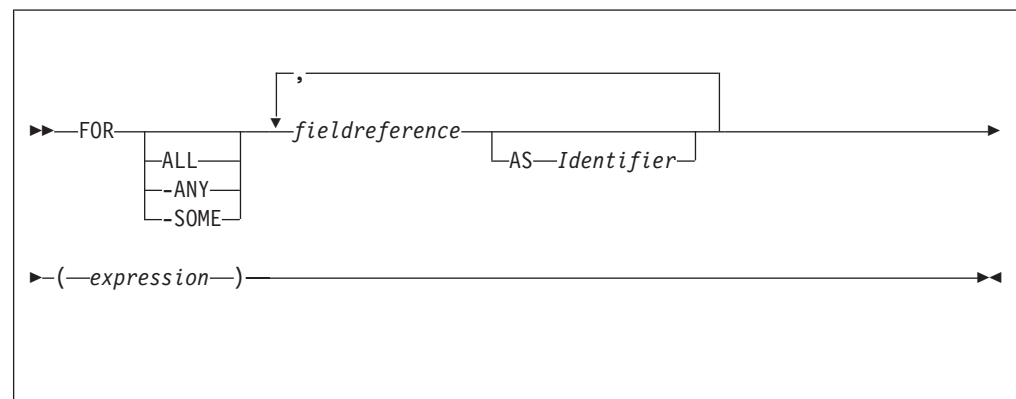 ,
FOR fieldreference
ALL AS Identifier
-ANY
-SOME
( expression )